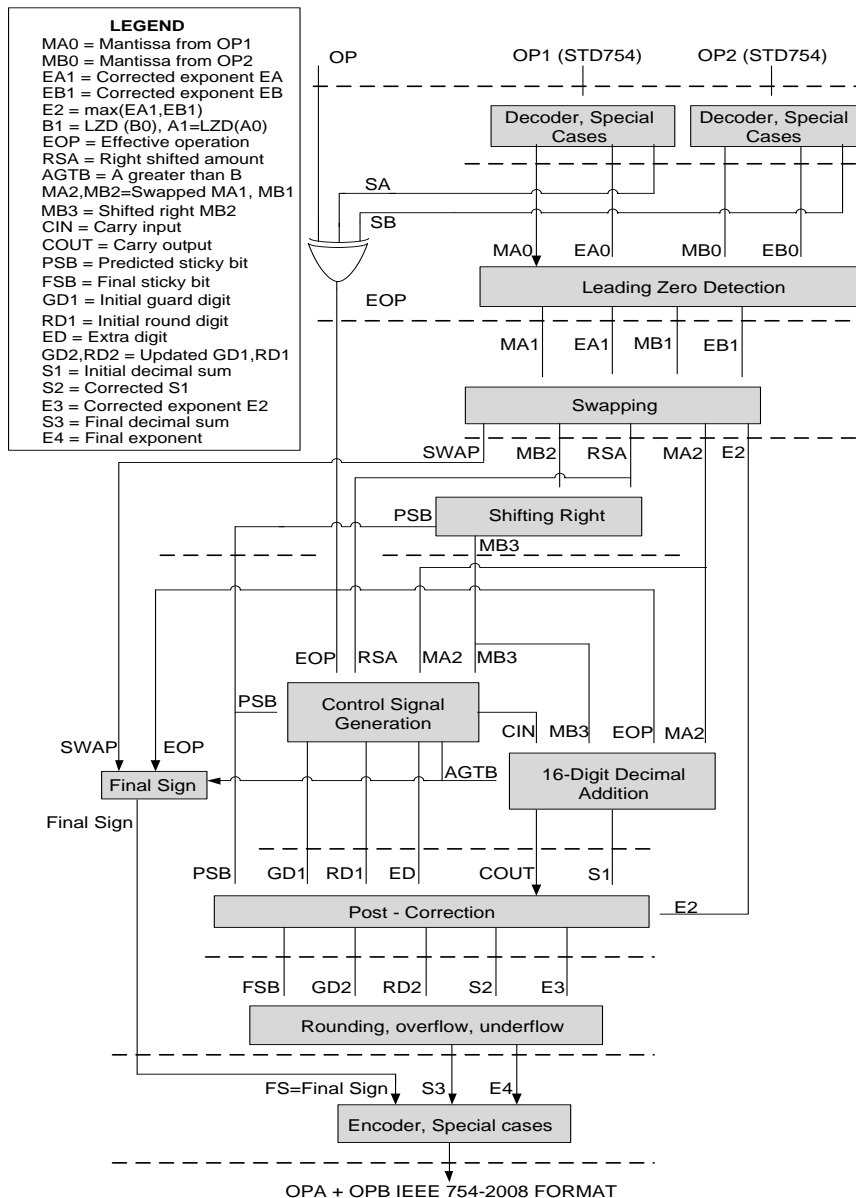 LEGEND
MA0 = Mantissa from OP1
MB0 = Mantissa from OP2
EA1 = Corrected exponent EA
EB1 = Corrected exponent EB
E2 = max(EA1,EB1)
B1 = LZD (B0), A1=LZD(A0)
EOP = Effective operation
RSA = Right shifted amount
AGTB = A greater than B
MA2,MB2=Swapped MA1, MB1
MB3 = Shifted right MB2
CIN = Carry input
COUT = Carry output
PSB = Predicted sticky bit
FSB = Final sticky bit
GD1 = Initial guard digit
RD1 = Initial round digit
ED = Extra digit
GD2,RD2 = Updated GD1,RD1
S1 = Initial decimal sum
S2 = Corrected S1
E3 = Corrected exponent E2
S3 = Final decimal sum
E4 = Final exponent
OP OP1 (STD754) OP2 (STD754)
Decoder, Special Cases
Decoder, Special Cases
SA
SB
MA0 EA0 MB0 EB0
Leading Zero Detection
EOP
MA1 EA1 MB1 EB1
Swapping
SWAP MB2 RSA MA2 E2
PSB Shifting Right
MB3
EOP RSA MA2 MB3
PSB Control Signal Generation
CIN MB3 EOP MA2
SWAP EOP
Final Sign AGTB 16-Digit Decimal Addition
Final Sign
PSB GD1 RD1 ED COUT S1
Post - Correction E2
FSB GD2 RD2 S2 E3
Rounding, overflow, underflow
FS=Final Sign S3 E4
Encoder, Special cases
OPA + OPB IEEE 754-2008 FORMAT